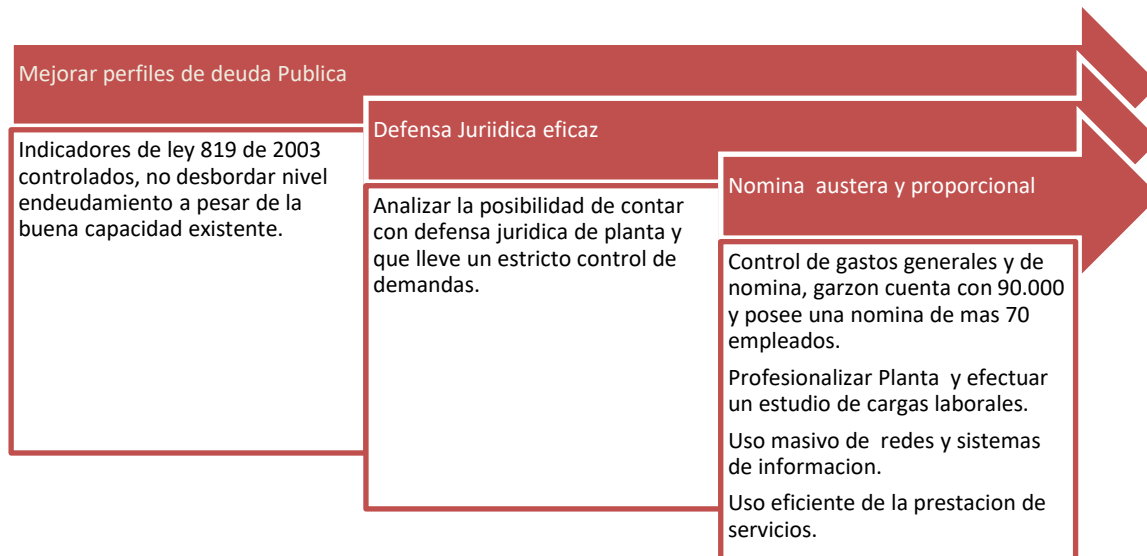 Mejorar perfiles de deuda Publica
Indicadores de ley 819 de 2003
controlados, no desbordar nivel
endeudamiento a pesar de la
buena capacidad existente.
Defensa Juriidica eficaz
Analizar la posibilidad de contar
con defensa juridica de planta y
que lleve un estricto control de
demandas.
Nomina austera y proporcional
Control de gastos generales y de
nomina, garzon cuenta con 90.000
y posee una nomina de mas 70
empleados.
Profesionalizar Planta y efectuar
un estudio de cargas laborales.
Uso masivo de redes y sistemas
de informacion.
Uso eficiente de la prestacion de
servicios.